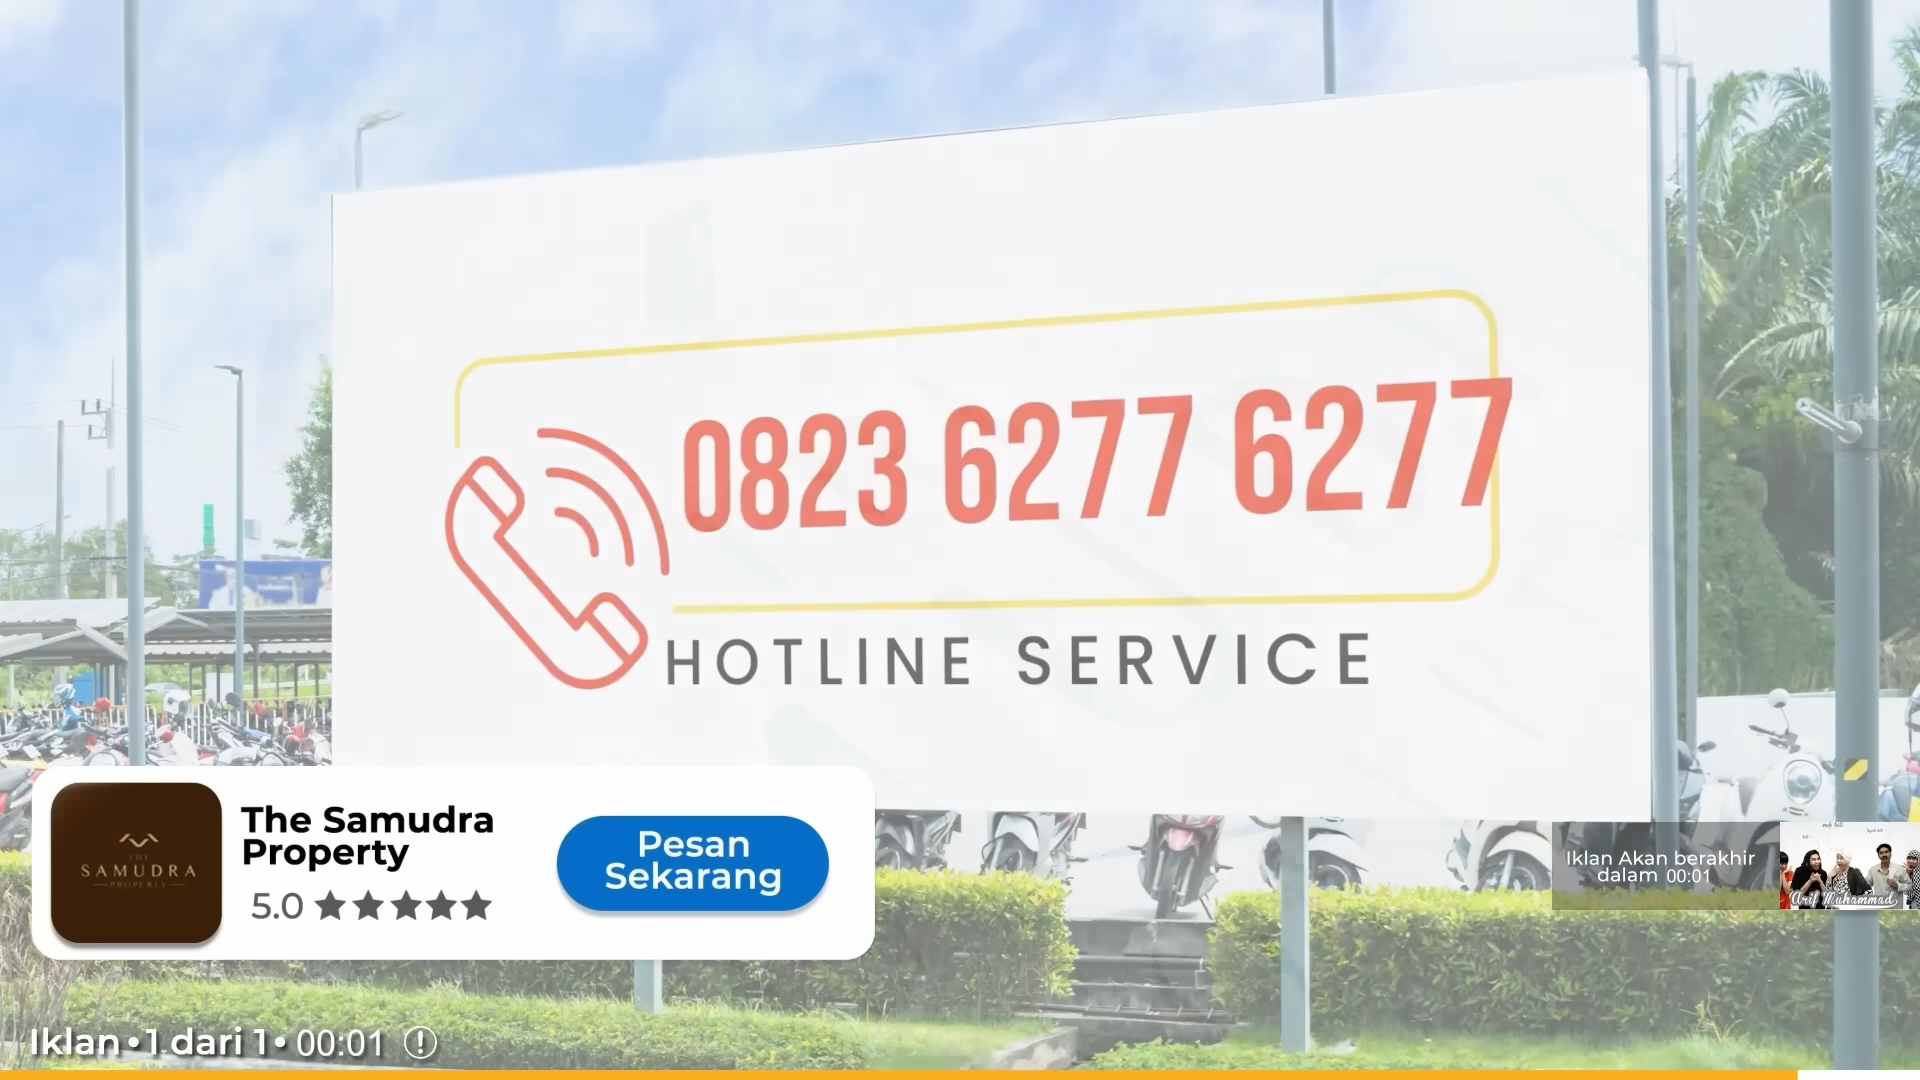 0823 6277 6277
HOTLINE SERVICE
The Samudra
Property
5.0
Pesan
Sekarang
THE
SAMUDRA
PROPERTY
Iklan Akan berakhir
dalam 00:01
Arif Muhammad
Iklan • 1 dari 1 • 00:01